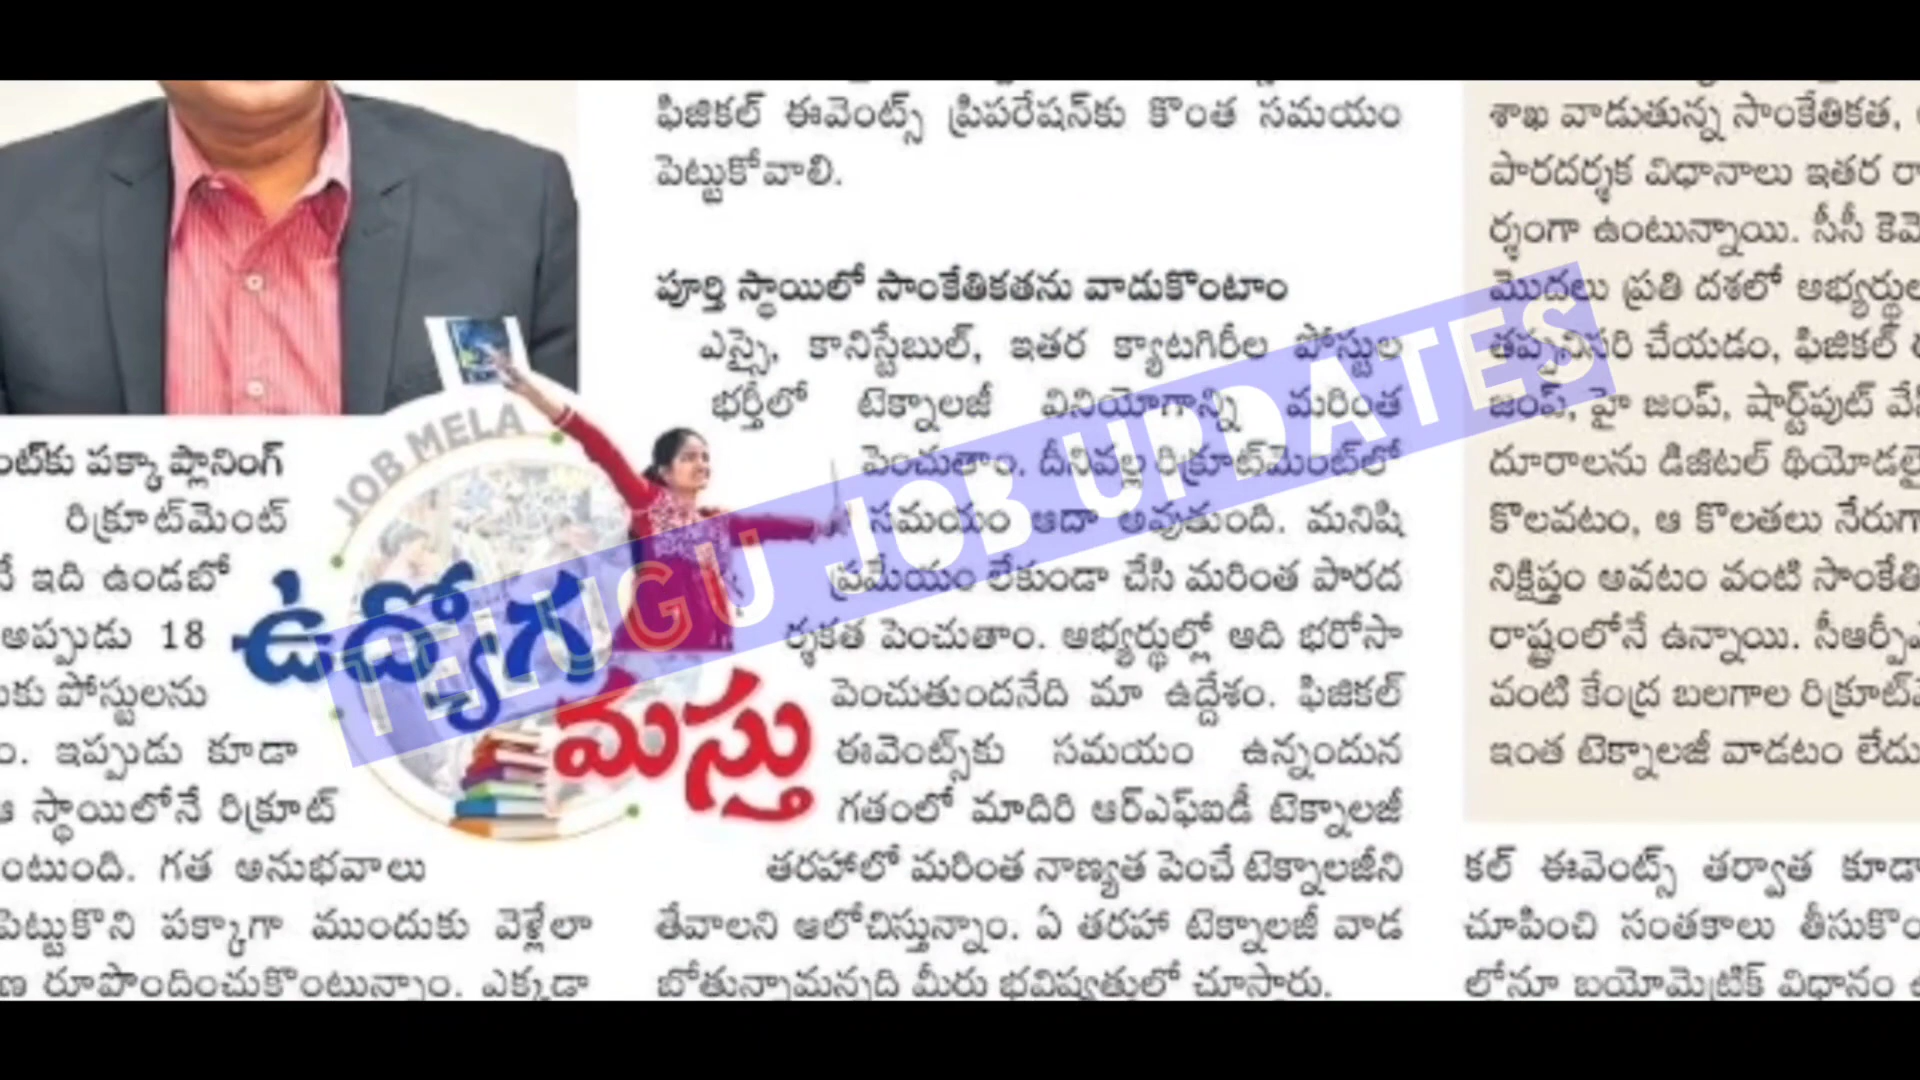 ఫిజికల్ ఈవెంట్స్ ప్రిపరేషన్‌కు కొంత సమయం
పెట్టుకోవాలి.
పూర్తి స్థాయిలో సాంకేతికతను వాడుకొంటాం
ఎస్సై, కానిస్టేబుల్, ఇతర క్యాటగిరీల పోస్టుల
భర్తీలో టెక్నాలజీ వినియోగాన్ని మరింత
పెంచుతాం. దీనివల్ల రిక్రూట్‌మెంట్‌లో
సమయం ఆదా అవుతుంది. మనిషి
ప్రమేయం లేకుండా చేసి మరింత పారద
ర్శకత పెంచుతాం. అభ్యర్థుల్లో అది భరోసా
పెంచుతుందనేది మా ఉద్దేశం. ఫిజికల్
ఈవెంట్స్‌కు సమయం ఉన్నందున
గతంలో మాదిరి ఆర్ఎఫ్ఐడీ టెక్నాలజీ
తరహాలో మరింత నాణ్యత పెంచే టెక్నాలజీని
తేవాలని ఆలోచిస్తున్నాం. ఏ తరహా టెక్నాలజీ వాడ
బోతున్నామన్నది మీరు భవిష్యత్తులో చూస్తారు.
ంట్‌కు పక్కా ప్లానింగ్
రిక్రూట్‌మెంట్
నే ఇది ఉండబో
అప్పుడు 18
కు పోస్టులను
ం. ఇప్పుడు కూడా
ఆ స్థాయిలోనే రిక్రూట్
ంటుంది. గత అనుభవాలు
పెట్టుకొని పక్కాగా ముందుకు వెళ్లేలా
ణ రూపొందించుకొంటున్నాం. ఎక్కడా
JOB MELA
ఉద్యోగ
మస్తు
TELUGU JOB UPDATES
శాఖ వాడుతున్న సాంకేతికత,
పారదర్శక విధానాలు ఇతర రా
ర్శంగా ఉంటున్నాయి. సీసీ కెమె
మొదలు ప్రతి దశలో అభ్యర్థుల
తప్పనిసరి చేయడం, ఫిజికల్
జంప్, హై జంప్, షార్ట్‌పుట్ వే
దూరాలను డిజిటల్ థియోడలై
కొలవటం, ఆ కొలతలు నేరుగా
నిక్షిప్తం అవటం వంటి సాంకేతి
రాష్ట్రంలోనే ఉన్నాయి. సీఆర్పీ
వంటి కేంద్ర బలగాల రిక్రూట్‌మె
ఇంత టెక్నాలజీ వాడటం లేదు
కల్ ఈవెంట్స్ తర్వాత కూడా
చూపించి సంతకాలు తీసుకొం
ల్లోనూ బయోమెట్రిక్ విధానం